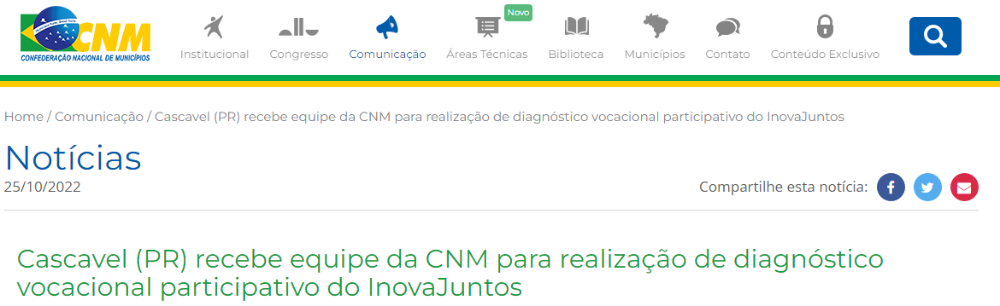 CNM
CONFEDERAÇÃO NACIONAL DE MUNICÍPIOS
Novo
Institucional Congresso Comunicação Áreas Técnicas Biblioteca Municípios Contato Conteúdo Exclusivo
Home / Comunicação / Cascavel (PR) recebe equipe da CNM para realização de diagnóstico vocacional participativo do InovaJuntos
Notícias
25/10/2022 Compartilhe esta notícia:
Cascavel (PR) recebe equipe da CNM para realização de diagnóstico
vocacional participativo do InovaJuntos